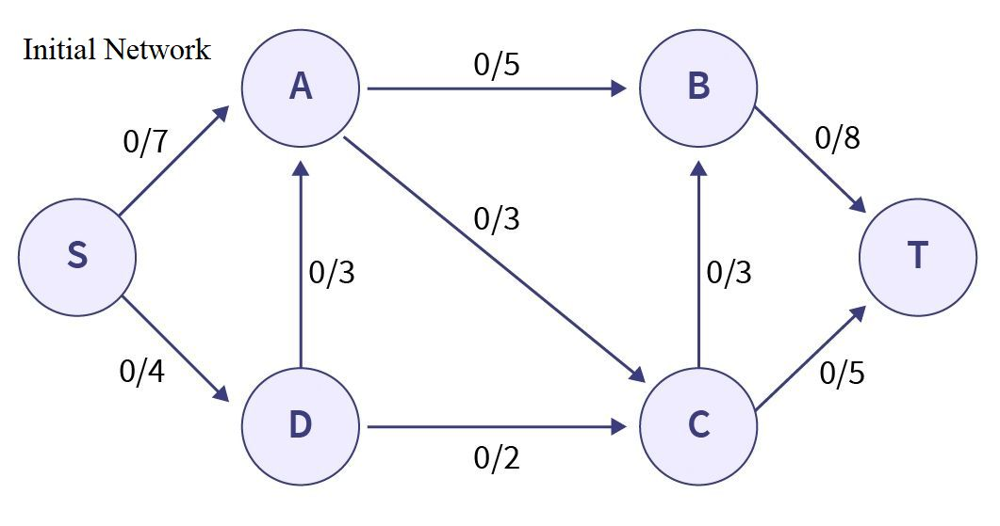 Initial Network
A
0/5
B
0/7
0/8
0/3
S
0/3
0/3
T
0/4
0/5
D
0/2
C